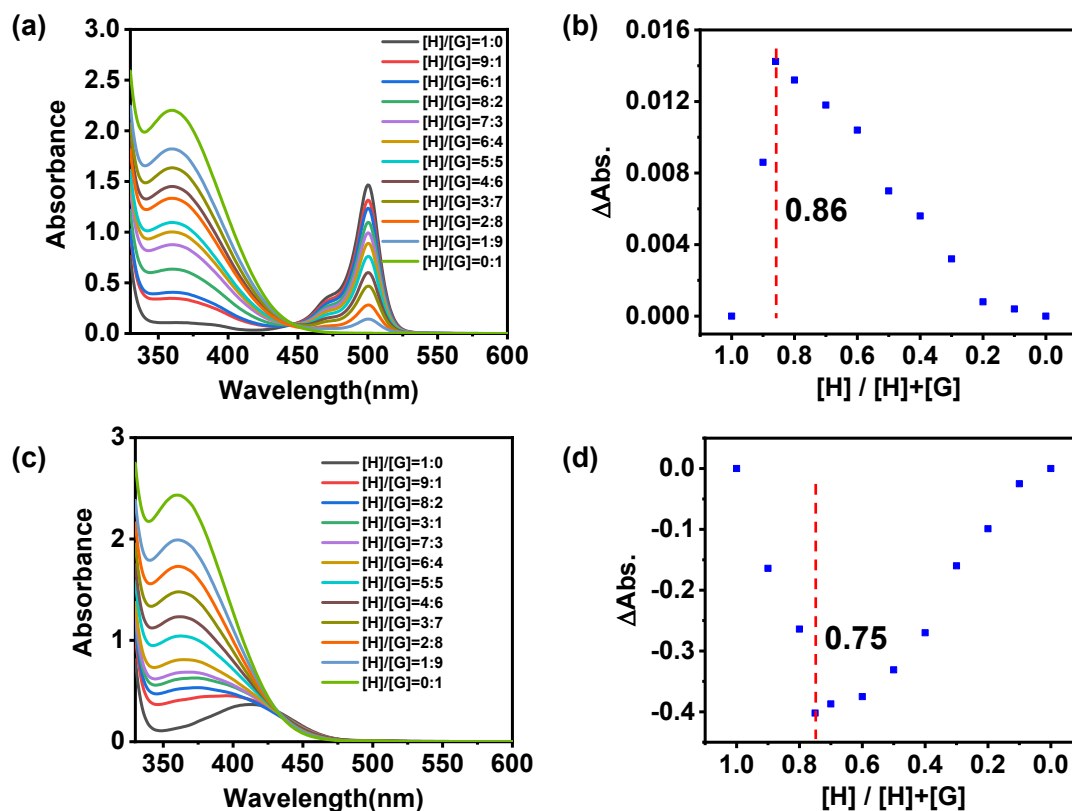 (a)
3.0
2.5
2.0
1.5
1.0
0.5
0.0
Absorbance
350 400 450 500 550 600
Wavelength(nm)
[H]/[G]=1:0
[H]/[G]=9:1
[H]/[G]=6:1
[H]/[G]=8:2
[H]/[G]=7:3
[H]/[G]=6:4
[H]/[G]=5:5
[H]/[G]=4:6
[H]/[G]=3:7
[H]/[G]=2:8
[H]/[G]=1:9
[H]/[G]=0:1
(b)
0.016
0.012
0.008
0.004
0.000
ΔAbs.
0.86
1.0 0.8 0.6 0.4 0.2 0.0
[H] / [H]+[G]
(c)
3
2
1
0
Absorbance
350 400 450 500 550 600
Wavelength(nm)
[H]/[G]=1:0
[H]/[G]=9:1
[H]/[G]=8:2
[H]/[G]=3:1
[H]/[G]=7:3
[H]/[G]=6:4
[H]/[G]=5:5
[H]/[G]=4:6
[H]/[G]=3:7
[H]/[G]=2:8
[H]/[G]=1:9
[H]/[G]=0:1
(d)
0.0
-0.1
-0.2
-0.3
-0.4
ΔAbs.
0.75
1.0 0.8 0.6 0.4 0.2 0.0
[H] / [H]+[G]